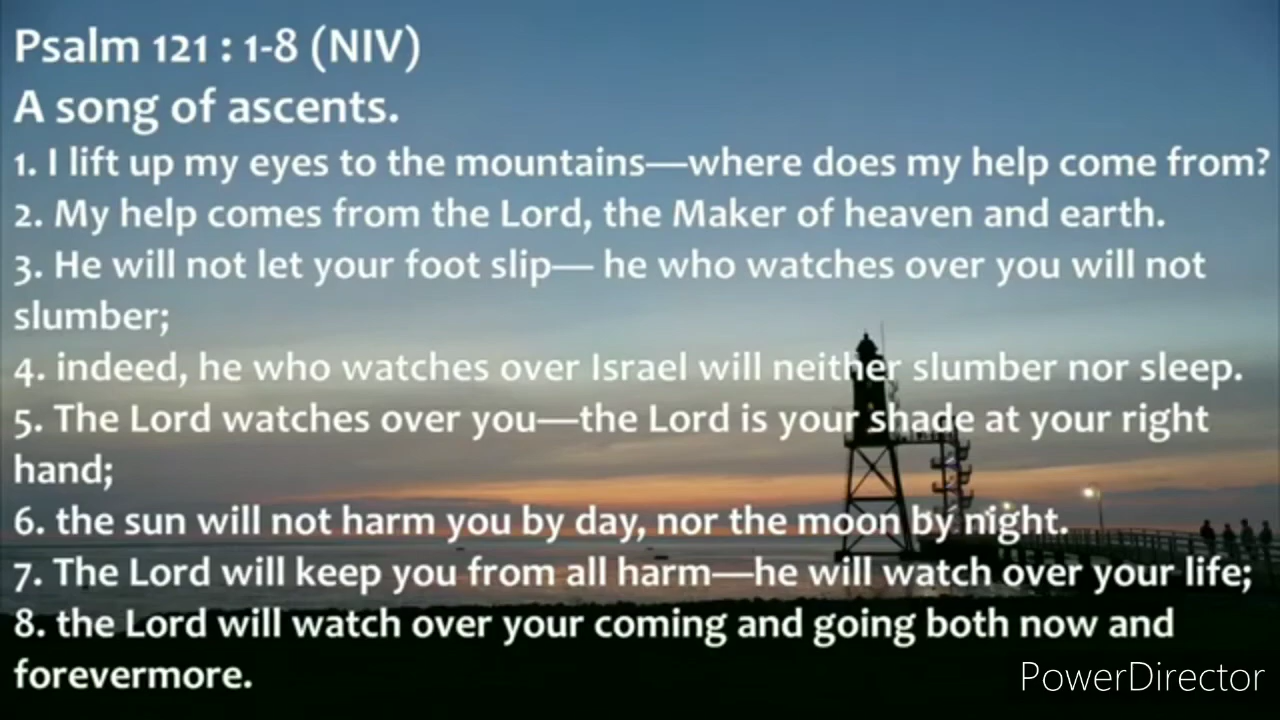 Psalm 121 : 1-8 (NIV)
A song of ascents.
1. I lift up my eyes to the mountains—where does my help come from?
2. My help comes from the Lord, the Maker of heaven and earth.
3. He will not let your foot slip— he who watches over you will not
slumber;
4. indeed, he who watches over Israel will neither slumber nor sleep.
5. The Lord watches over you—the Lord is your shade at your right
hand;
6. the sun will not harm you by day, nor the moon by night.
7. The Lord will keep you from all harm—he will watch over your life;
8. the Lord will watch over your coming and going both now and
forevermore.
PowerDirector